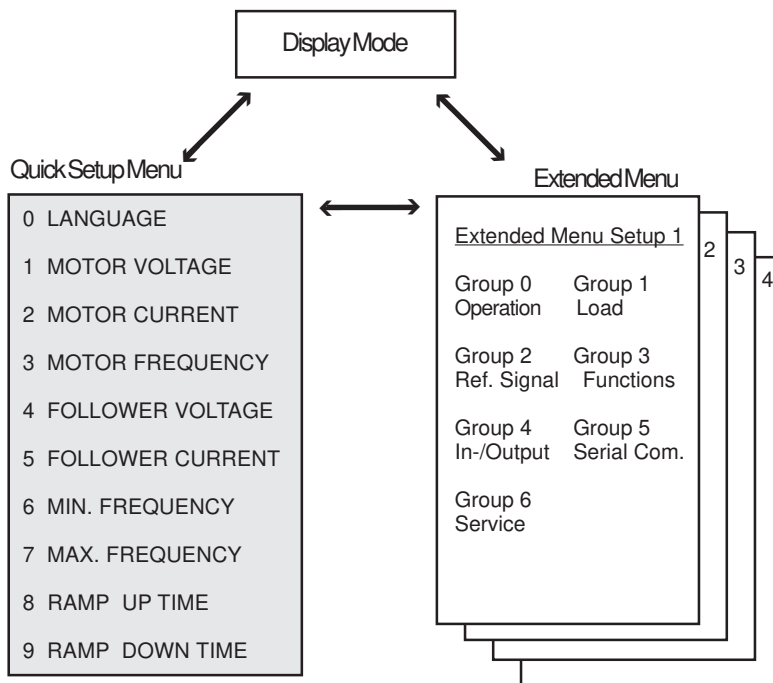 Display Mode
Quick Setup Menu
0 LANGUAGE
1 MOTOR VOLTAGE
2 MOTOR CURRENT
3 MOTOR FREQUENCY
4 FOLLOWER VOLTAGE
5 FOLLOWER CURRENT
6 MIN. FREQUENCY
7 MAX. FREQUENCY
8 RAMP UP TIME
9 RAMP DOWN TIME
Extended Menu
Extended Menu Setup 1
Group 0 Group 1
Operation Load
Group 2 Group 3
Ref. Signal Functions
Group 4 Group 5
In-/Output Serial Com.
Group 6
Service
2
3
4